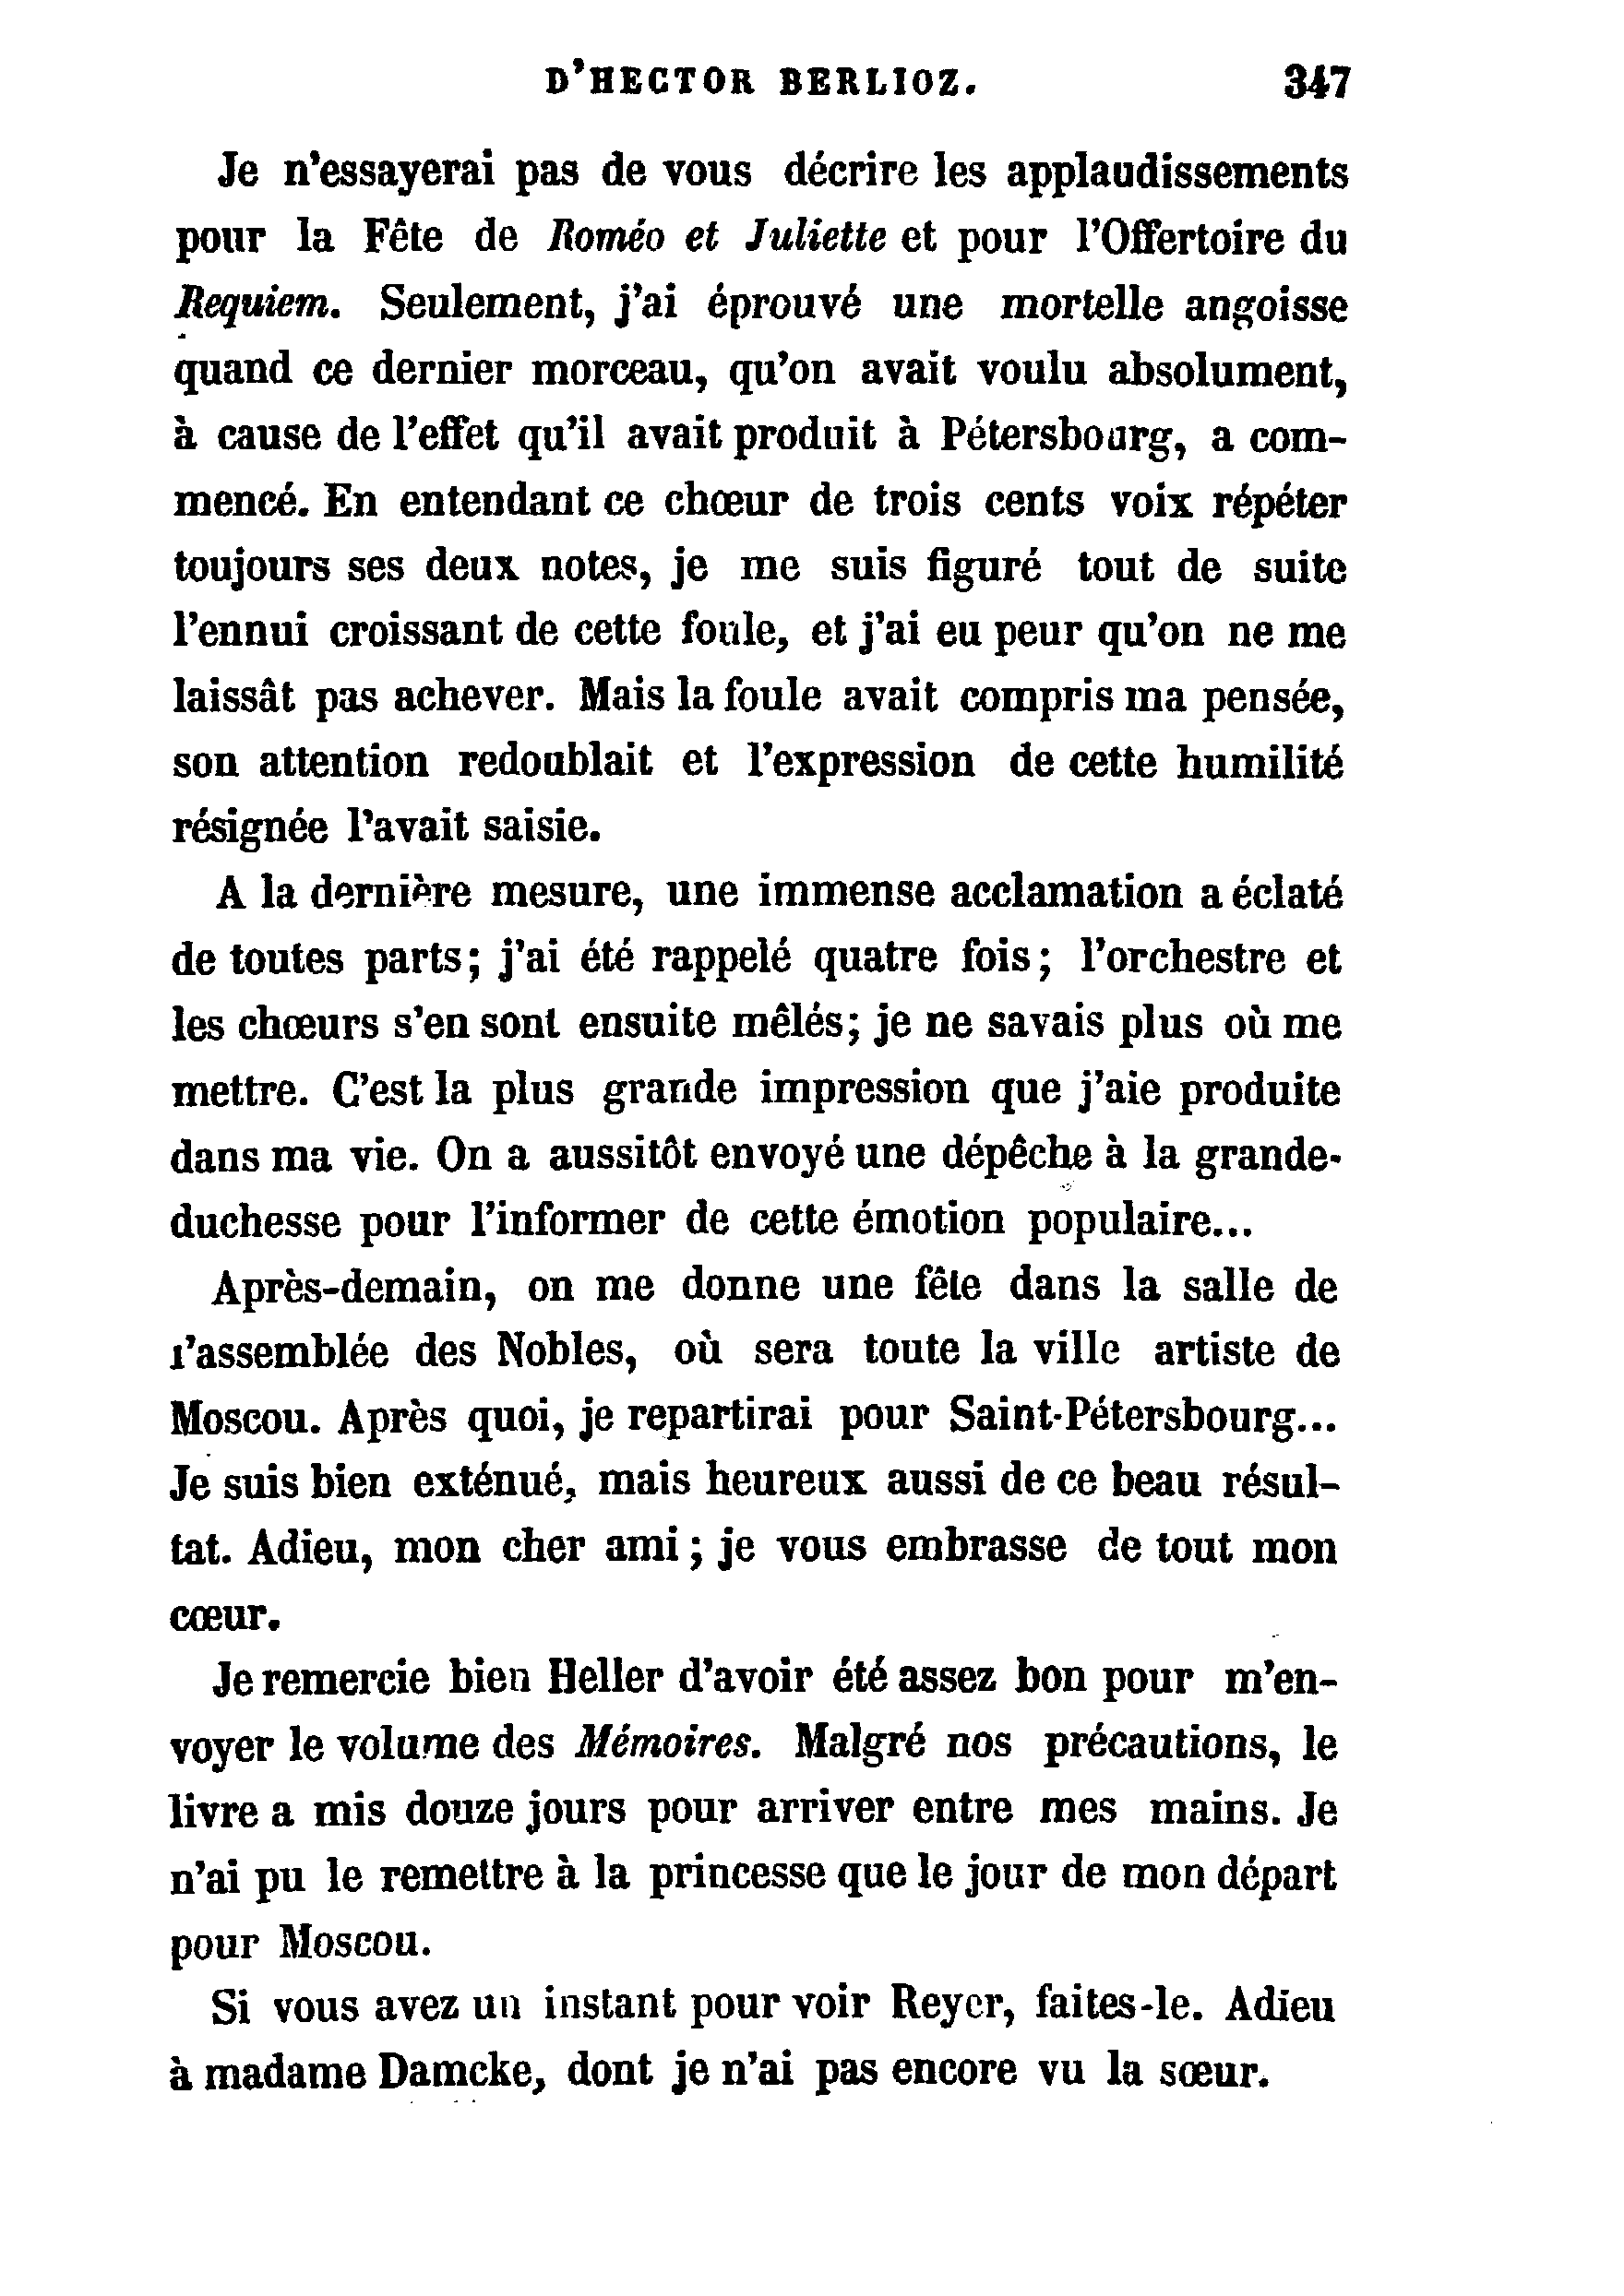 D'HECTOR BERLIOZ. 347
Je n'essayerai pas de vous décrire les applaudissements
pour la Fête de Roméo et Juliette et pour l'Offertoire du
Requiem. Seulement, j'ai éprouvé une mortelle angoisse
quand ce dernier morceau, qu'on avait voulu absolument,
à cause de l'effet qu'il avait produit à Pétersbourg, a com-
mencé. En entendant ce chœur de trois cents voix répéter
toujours ses deux notes, je me suis figuré tout de suite
l'ennui croissant de cette foule, et j'ai eu peur qu'on ne me
laissât pas achever. Mais la foule avait compris ma pensée,
son attention redoublait et l'expression de cette humilité
résignée l'avait saisie.
A la dernière mesure, une immense acclamation a éclaté
de toutes parts; j'ai été rappelé quatre fois; l'orchestre et
les chœurs s'en sont ensuite mêlés; je ne savais plus où me
mettre. C'est la plus grande impression que j'aie produite
dans ma vie. On a aussitôt envoyé une dépêche à la grande-
duchesse pour l'informer de cette émotion populaire...
Après-demain, on me donne une fête dans la salle de
l'assemblée des Nobles, où sera toute la ville artiste de
Moscou. Après quoi, je repartirai pour Saint-Pétersbourg...
Je suis bien exténué, mais heureux aussi de ce beau résul-
tat. Adieu, mon cher ami; je vous embrasse de tout mon
cœur.
Je remercie bien Heller d'avoir été assez bon pour m'en-
voyer le volume des Mémoires. Malgré nos précautions, le
livre a mis douze jours pour arriver entre mes mains. Je
n'ai pu le remettre à la princesse que le jour de mon départ
pour Moscou.
Si vous avez un instant pour voir Reyer, faites-le. Adieu
à madame Damcke, dont je n'ai pas encore vu la sœur.